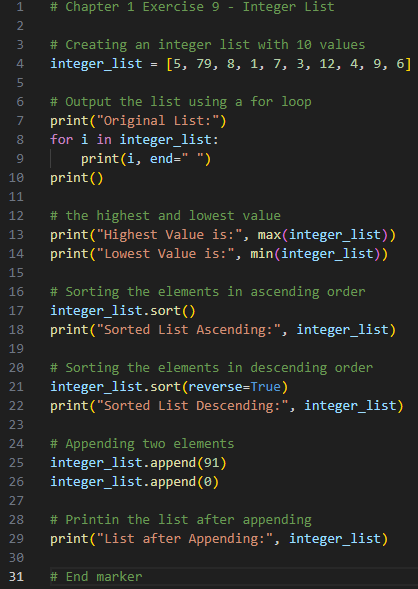 1 # Chapter 1 Exercise 9 - Integer List
2
3 # Creating an integer list with 10 values
4 integer_list = [5, 79, 8, 1, 7, 3, 12, 4, 9, 6]
5
6 # Output the list using a for loop
7 print("Original List:")
8 for i in integer_list:
9     print(i, end=" ")
10 print()
11
12 # the highest and lowest value
13 print("Highest Value is:", max(integer_list))
14 print("Lowest Value is:", min(integer_list))
15
16 # Sorting the elements in ascending order
17 integer_list.sort()
18 print("Sorted List Ascending:", integer_list)
19
20 # Sorting the elements in descending order
21 integer_list.sort(reverse=True)
22 print("Sorted List Descending:", integer_list)
23
24 # Appending two elements
25 integer_list.append(91)
26 integer_list.append(0)
27
28 # Printin the list after appending
29 print("List after Appending:", integer_list)
30
31 # End marker